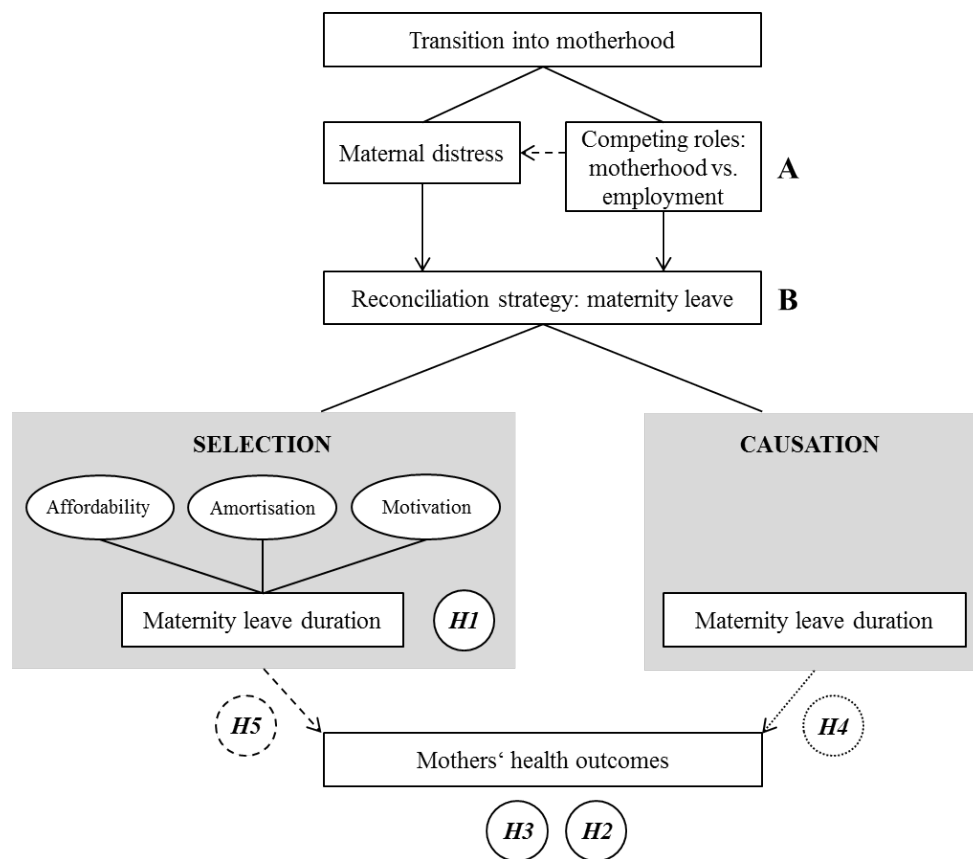 Transition into motherhood
Maternal distress
Competing roles:
motherhood vs.
employment
A
Reconciliation strategy: maternity leave
B
SELECTION
CAUSATION
Affordability
Amortisation
Motivation
Maternity leave duration
H1
Maternity leave duration
H5
H4
Mothers‘ health outcomes
H3
H2